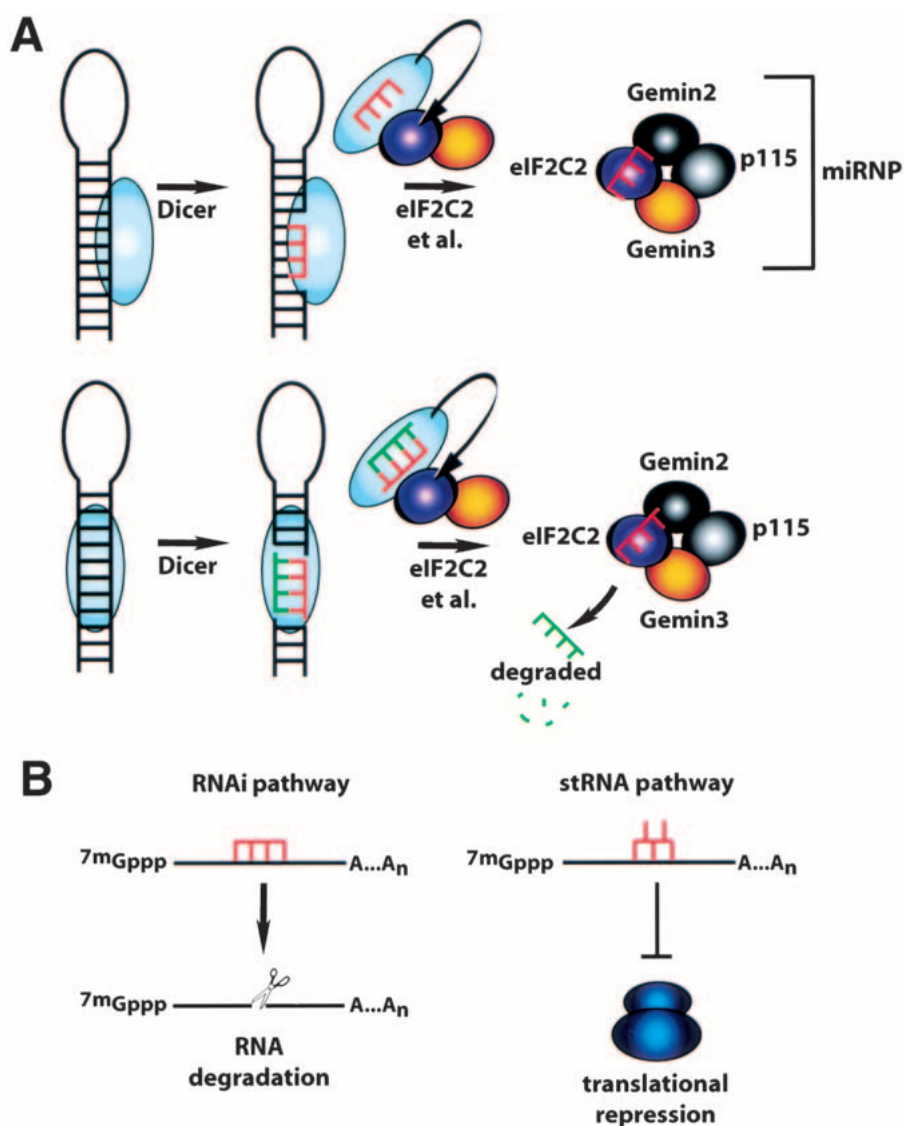 A
Gemin2
eIF2C2
p115
miRNP
Dicer
eIF2C2
et al.
Gemin3
Gemin2
eIF2C2
p115
Dicer
eIF2C2
et al.
Gemin3
degraded
B
RNAi pathway
stRNA pathway
7mGppp A...An
7mGppp A...An
7mGppp A...An
RNA
degradation
translational
repression